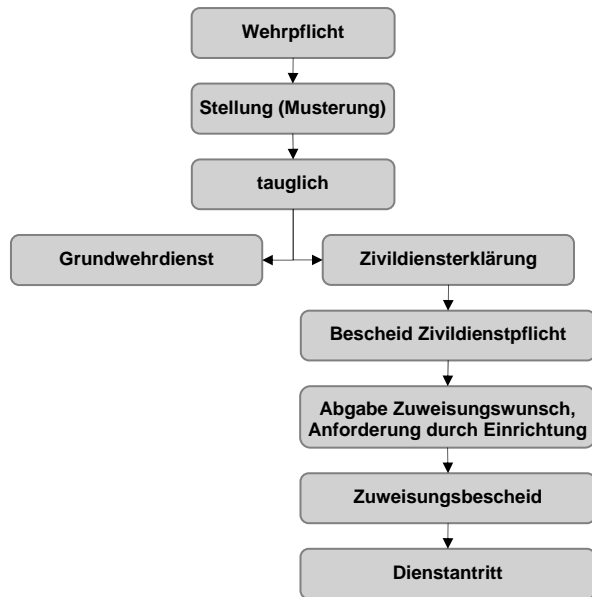 Wehrpflicht
Stellung (Musterung)
tauglich
Grundwehrdienst
Zivildiensterklärung
Bescheid Zivildienstpflicht
Abgabe Zuweisungswunsch,
Anforderung durch Einrichtung
Zuweisungsbescheid
Dienstantritt